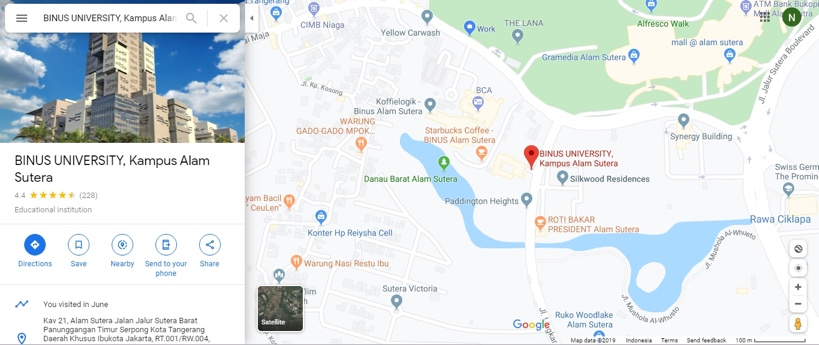 BINUS UNIVERSITY, Kampus Alam
BINUS UNIVERSITY, Kampus Alam
Sutera
4.4
(228)
Educational institution
Directions
Save
Nearby
Send to your
phone
Share
You visited in June
Kav 21, Alam Sutera Jalan Jalur Sutera Barat
Panunggangan Timur Serpong Kota Tangerang
Daerah Khusus Ibukota Jakarta, RT.001/RW.004,
CIMB Niaga
Yellow Carwash
Work
THE LANA
Alfresco Walk
ATM Bank Bukopin
N
Gramedia Alam Sutera
mall @ alam sutera
Jl. Jalur Sutera Boulevard
Jl. Kp. Kosong
BCA
Koffielogik -
Binus Alam Sutera
WARUNG
GADO-GADO MPOK...
Starbucks Coffee -
BINUS Alam Sutera
Synergy Building
BINUS UNIVERSITY,
Kampus Alam Sutera
Danau Barat Alam Sutera
Silkwood Residences
Swiss Germ
Paddington Heights
CeuLen"
Konter Hp Reiysha Cell
ROTI BAKAR
PRESIDENT Alam Sutera
Rawa Ciklapa
Warung Nasi Restu Ibu
Jl. Musholla Al-Whusto
Sutera Victoria
Jl. Musholla Al-Whusto
Satellite
Google
Ruko Woodlake
Alam Sutera
Map data ©2019
Indonesia
Terms
Send feedback
100 m